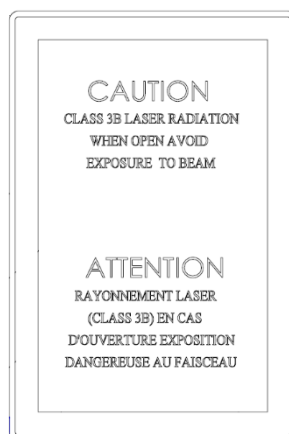 CAUTION
CLASS 3B LASER RADIATION
WHEN OPEN AVOID
EXPOSURE TO BEAM
ATTENTION
RAYONNEMENT LASER
(CLASS 3B) EN CAS
D'OUVERTURE EXPOSITION
DANGEREUSE AU FAISCEAU